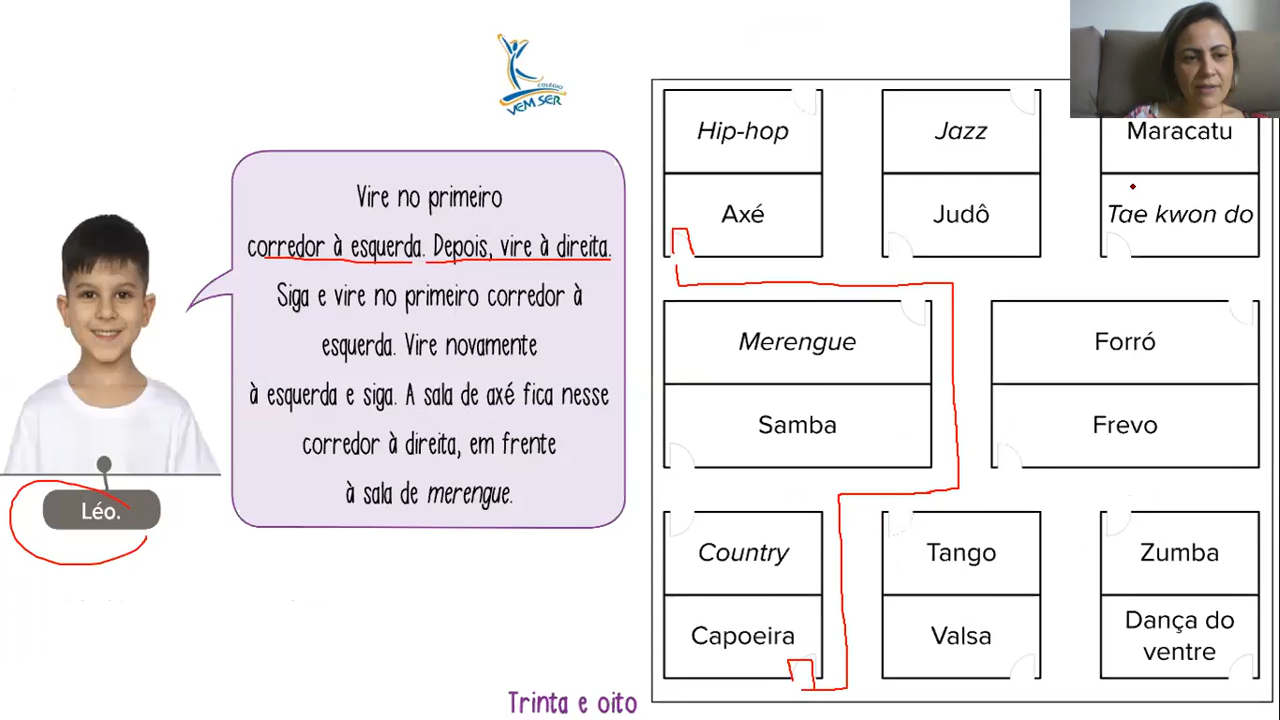 COLÉGIO
VEM SER
Vire no primeiro
corredor à esquerda. Depois, vire à direita.
Siga e vire no primeiro corredor à
esquerda. Vire novamente
à esquerda e siga. A sala de axé fica nesse
corredor à direita, em frente
à sala de merengue.
Léo.
Hip-hop
Jazz
Maracatu
Axé
Judô
Tae kwon do
Merengue
Forró
Samba
Frevo
Country
Tango
Zumba
Capoeira
Valsa
Dança do
ventre
Trinta e oito